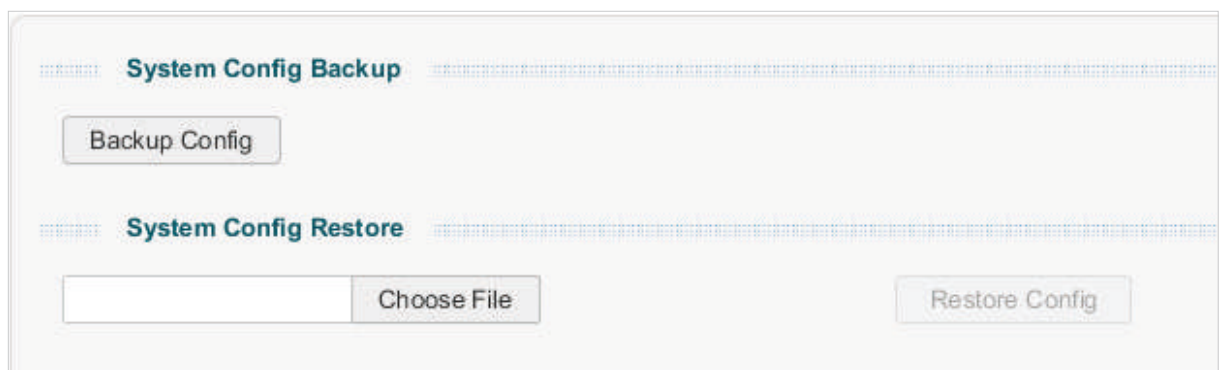 System Config Backup
Backup Config
System Config Restore
Choose File Restore Config